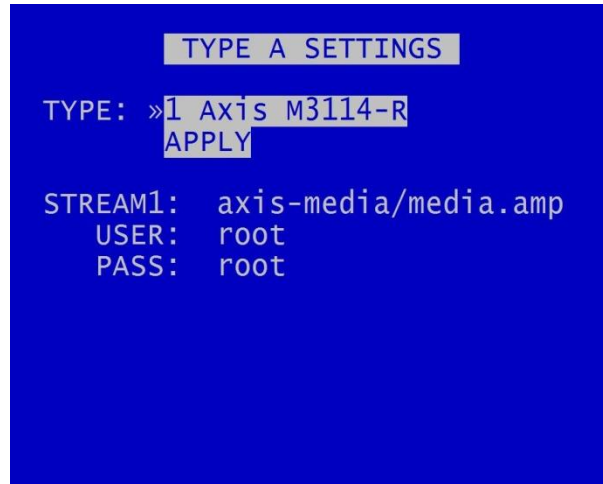 TYPE A SETTINGS
TYPE: »1 Axis M3114-R
APPLY
STREAM1: axis-media/media.amp
USER: root
PASS: root